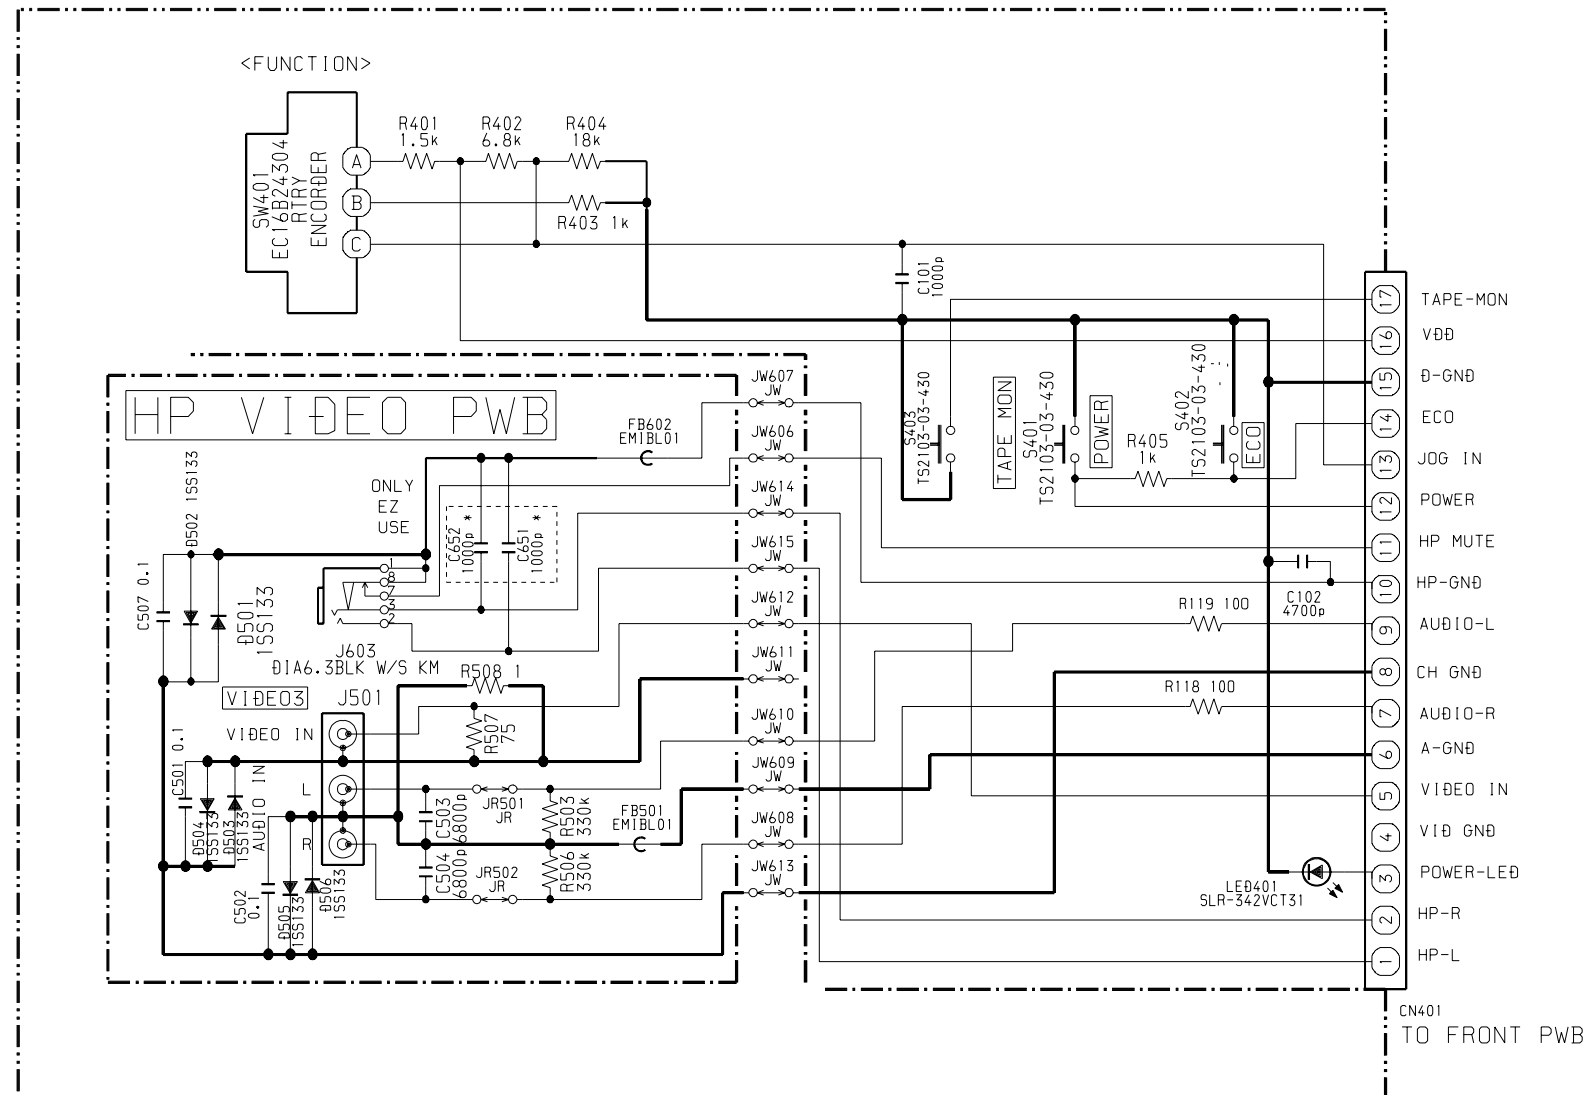 <FUNCTION>
SW401
EC16B24304
RTRY
ENCORDER
A
B
C
R401
1.5k
R402
6.8k
R404
18k
R403 1k
C101
1000p
HP VIDEO PWB
ONLY
EZ
USE
FB602
EMIBL01
C652
1000p *
C651
1000p *
D502 1SS133
C507 0.1
D501
1SS133
1
8
7
3
2
J603
DIA6.3BLK W/S KM
VIDEO3
J501
R508 1
R507
75
VIDEO IN
AUDIO IN
L
R
C501 0.1
D504
1SS133
D503
1SS133
C502
0.1
D505
1SS133
D506
1SS133
C503
6800p
C504
6800p
JR501
JR
JR502
JR
R503
330k
R506
330k
FB501
EMIBL01
JW607
JW
JW606
JW
JW614
JW
JW615
JW
JW612
JW
JW611
JW
JW610
JW
JW609
JW
JW608
JW
JW613
JW
S403
TS2103-03-430
TAPE MON
S401
TS2103-03-430
POWER
R405
1k
S402
TS2103-03-430
ECO
C102
4700p
R119 100
R118 100
LED401
SLR-342VCT31
17 TAPE-MON
16 VDD
15 D-GND
14 ECO
13 JOG IN
12 POWER
11 HP MUTE
10 HP-GND
9 AUDIO-L
8 CH GND
7 AUDIO-R
6 A-GND
5 VIDEO IN
4 VID GND
3 POWER-LED
2 HP-R
1 HP-L
CN401
TO FRONT PWB